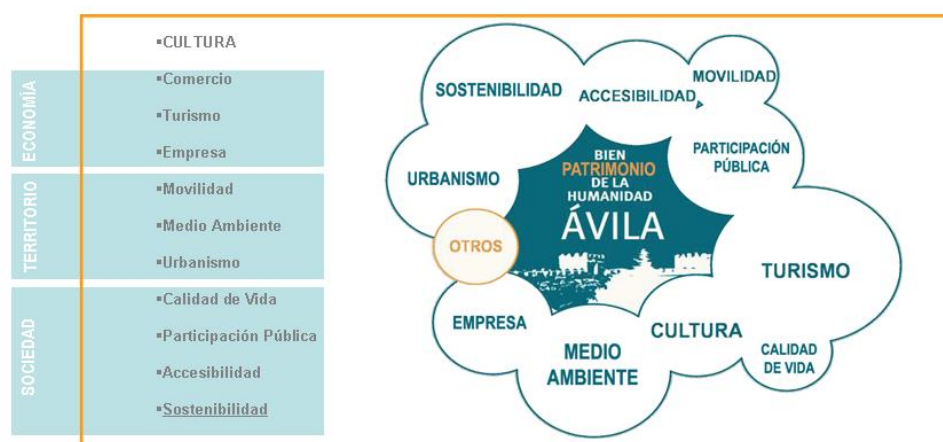 ▪CULTURA
ECONOMÍA
▪Comercio
▪Turismo
▪Empresa
TERRITORIO
▪Movilidad
▪Medio Ambiente
▪Urbanismo
SOCIEDAD
▪Calidad de Vida
▪Participación Pública
▪Accesibilidad
▪Sostenibilidad
SOSTENIBILIDAD
ACCESIBILIDAD
MOVILIDAD
PARTICIPACIÓN
PÚBLICA
URBANISMO
BIEN
PATRIMONIO
DE LA
HUMANIDAD
ÁVILA
OTROS
TURISMO
EMPRESA
MEDIO
AMBIENTE
CULTURA
CALIDAD
DE VIDA